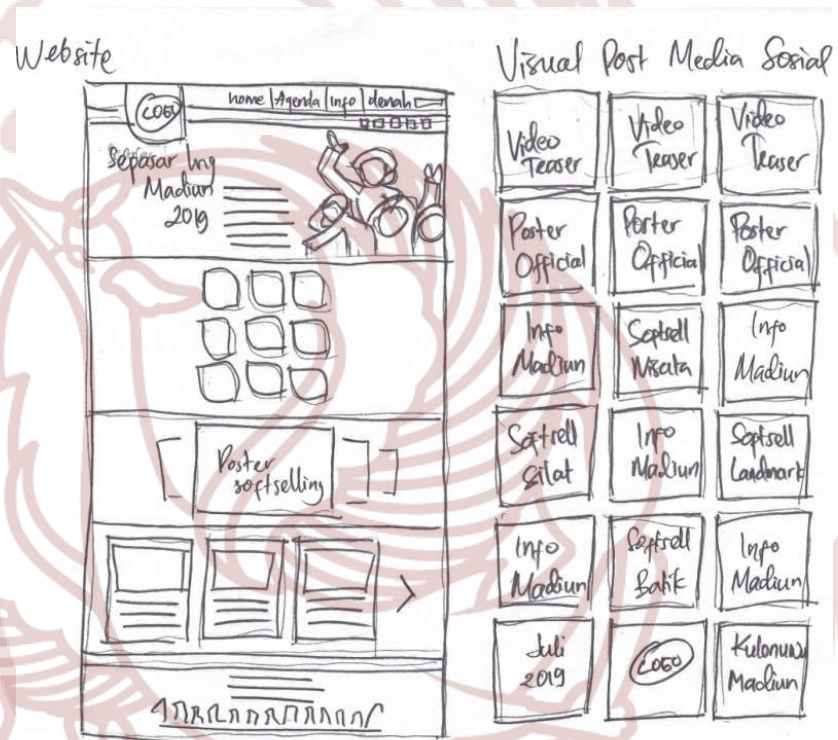 Website
LOGO
home | Agenda | Info | denah
Sepasar Ing
Madiun
2019
Poster
softselling
Visual Post Media Sosial
Video
Teaser
Video
Teaser
Video
Teaser
Poster
Official
Poster
Official
Poster
Official
Info
Madiun
Softsell
Wisata
Info
Madiun
Softsell
Silat
Info
Madiun
Softsell
Landmark
Info
Madiun
Softsell
Batik
Info
Madiun
Juli
2019
LOGO
Madiun